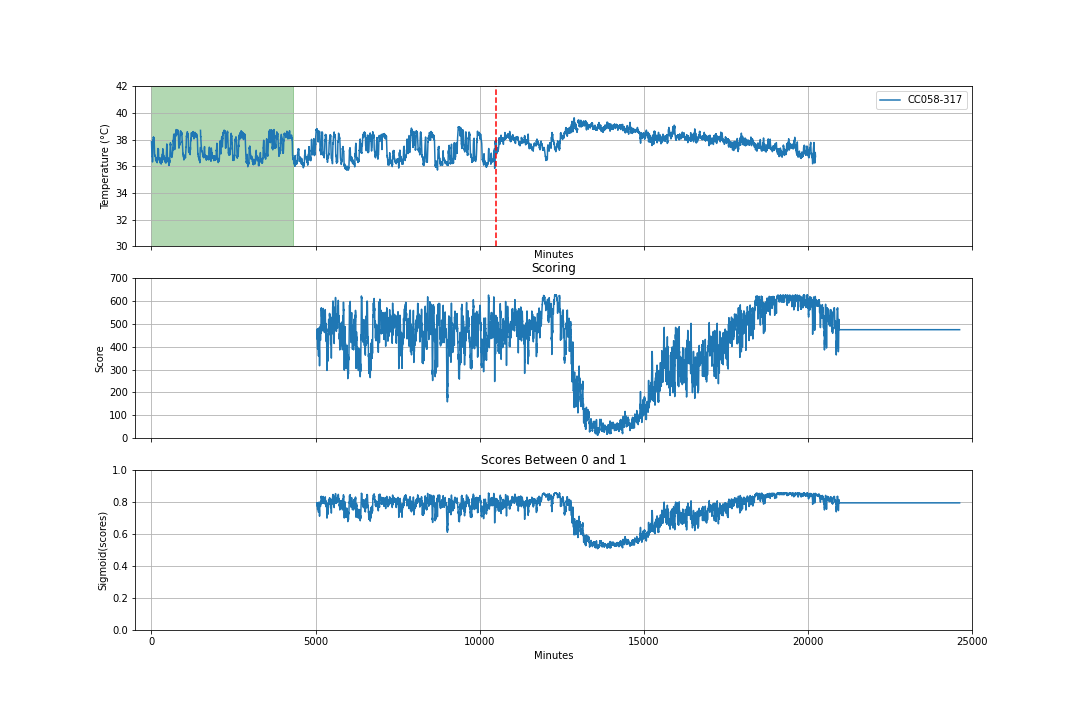 42
40
38
36
34
32
30
Temperature (°C)
CC058-317
Minutes
Scoring
700
600
500
400
300
200
100
0
Score
Scores Between 0 and 1
1.0
0.8
0.6
0.4
0.2
0.0
Sigmoid(scores)
0 5000 10000 15000 20000 25000
Minutes